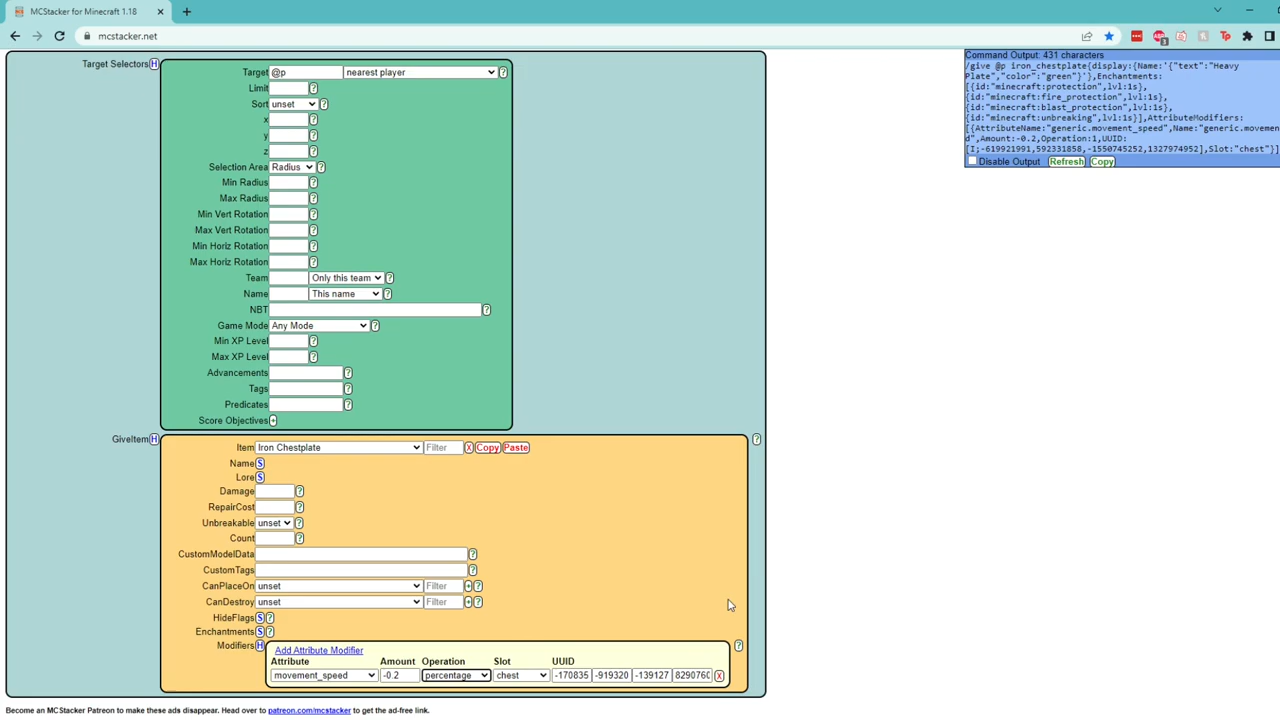 MCStacker for Minecraft 1.18
mcstacker.net
Command Output: 431 characters
/give @p iron_chestplate{display:{Name:'{"text":"Heavy
Plate","color":"green"}'},Enchantments:
[{id:"minecraft:protection",lvl:1s},
{id:"minecraft:fire_protection",lvl:1s},
{id:"minecraft:blast_protection",lvl:1s},
{id:"minecraft:unbreaking",lvl:1s}],AttributeModifiers:
[{AttributeName:"generic.movement_speed",Name:"generic.movemen
d",Amount:-0.2,Operation:1,UUID:
[I;-619921991,592331858,-1550745252,1327974952],Slot:"chest"}]
Disable Output Refresh Copy
Target Selectors H
Target @p nearest player ?
Limit ?
Sort unset ?
x ?
y ?
z ?
Selection Area Radius ?
Min Radius ?
Max Radius ?
Min Vert Rotation ?
Max Vert Rotation ?
Min Horiz Rotation ?
Max Horiz Rotation ?
Team Only this team ?
Name This name ?
NBT ?
Game Mode Any Mode ?
Min XP Level ?
Max XP Level ?
Advancements ?
Tags ?
Predicates ?
Score Objectives +
GiveItem H ?
Item Iron Chestplate Filter X Copy Paste
Name S
Lore S
Damage ?
RepairCost ?
Unbreakable unset ?
Count ?
CustomModelData ?
CustomTags ?
CanPlaceOn unset Filter + ?
CanDestroy unset Filter + ?
HideFlags S ?
Enchantments S ?
Modifiers H ?
Add Attribute Modifier
Attribute Amount Operation Slot UUID
movement_speed -0.2 percentage chest -170835 -919320 -139127 829076 X
Become an MCStacker Patreon to make these ads disappear. Head over to patreon.com/mcstacker to get the ad-free link.